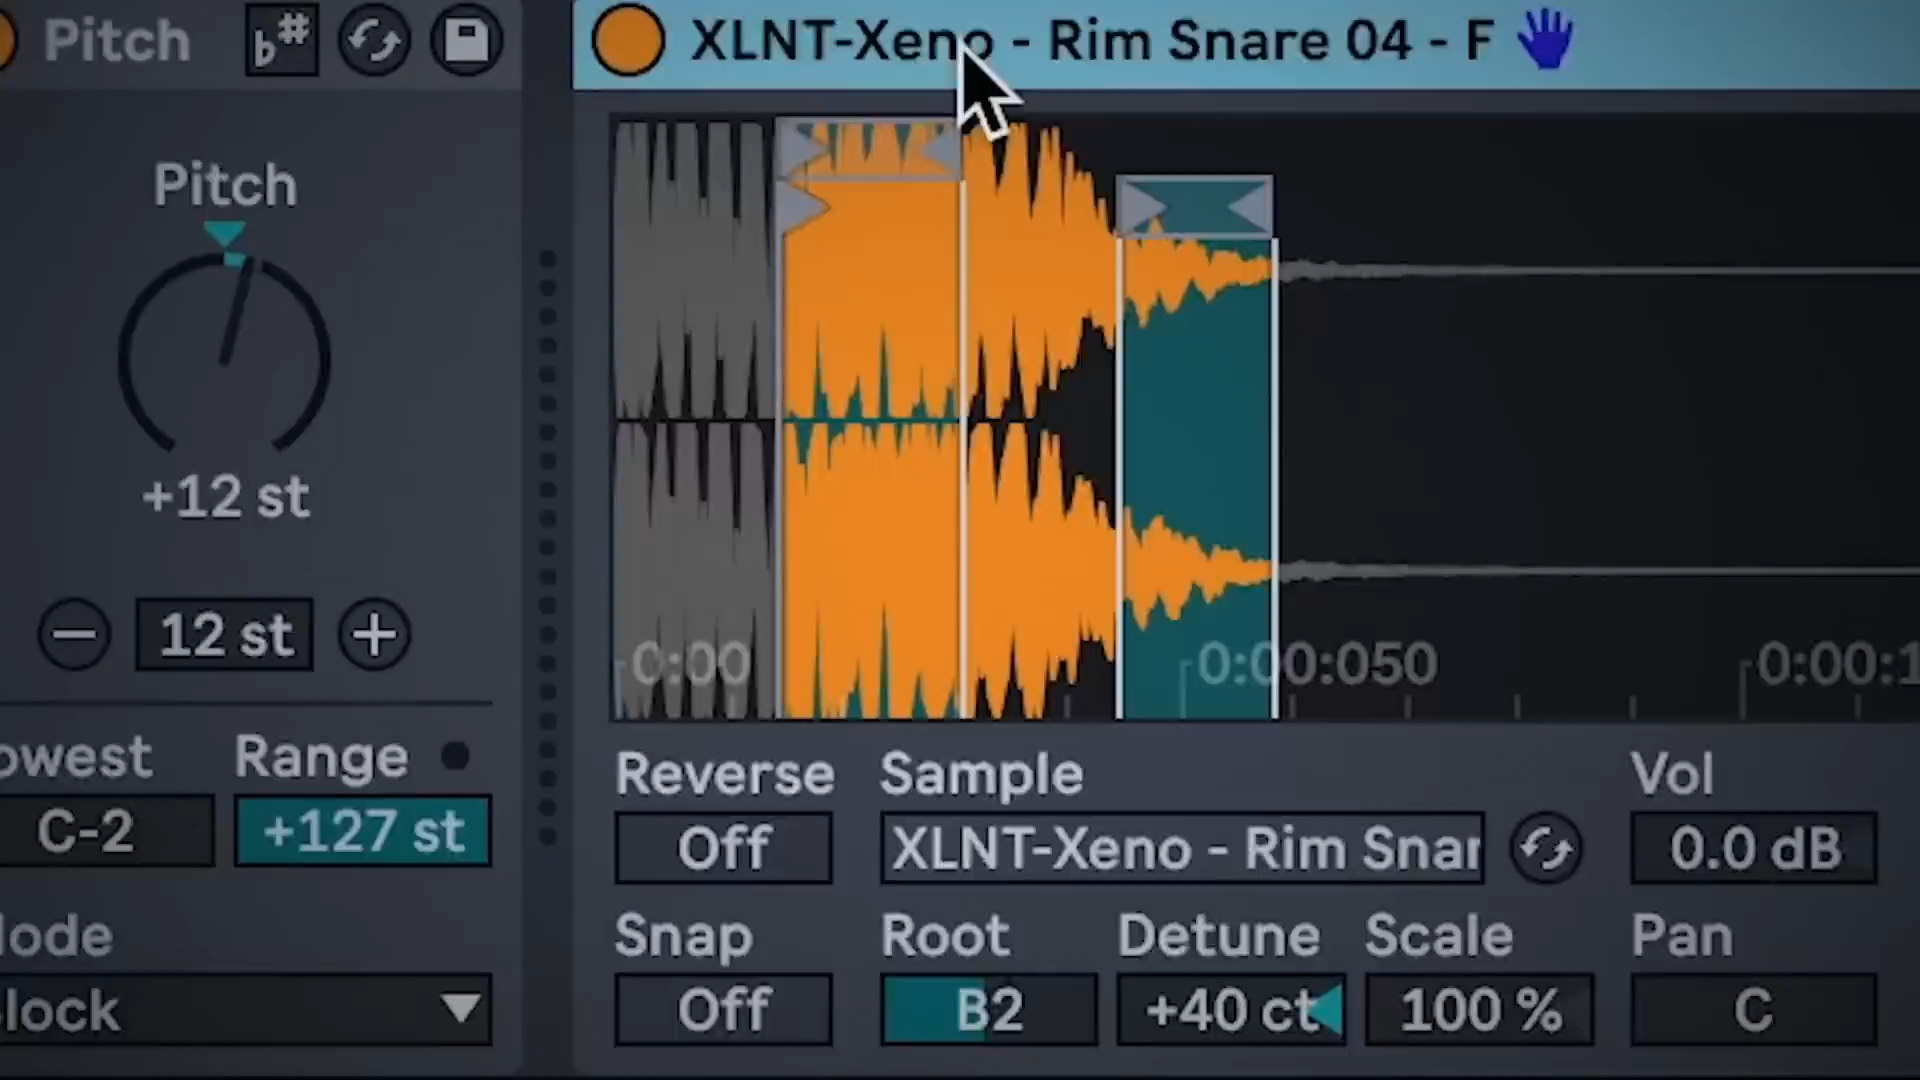 Pitch
XLNT-Xeno - Rim Snare 04 - F
Pitch
+12 st
12 st
0:00
0:00:050
0:00:1
owest
Range
C-2
+127 st
Reverse
Sample
Vol
Off
XLNT-Xeno - Rim Snar
0.0 dB
lode
Snap
Root
Detune
Scale
Pan
lock
Off
B2
+40 ct
100 %
C